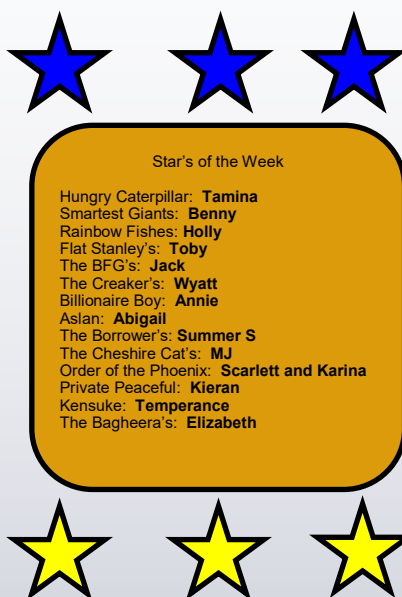 Star's of the Week
Hungry Caterpillar: Tamina
Smartest Giants: Benny
Rainbow Fishes: Holly
Flat Stanley's: Toby
The BFG's: Jack
The Creaker's: Wyatt
Billionaire Boy: Annie
Aslan: Abigail
The Borrower's: Summer S
The Cheshire Cat's: MJ
Order of the Phoenix: Scarlett and Karina
Private Peaceful: Kieran
Kensuke: Temperance
The Bagheera's: Elizabeth